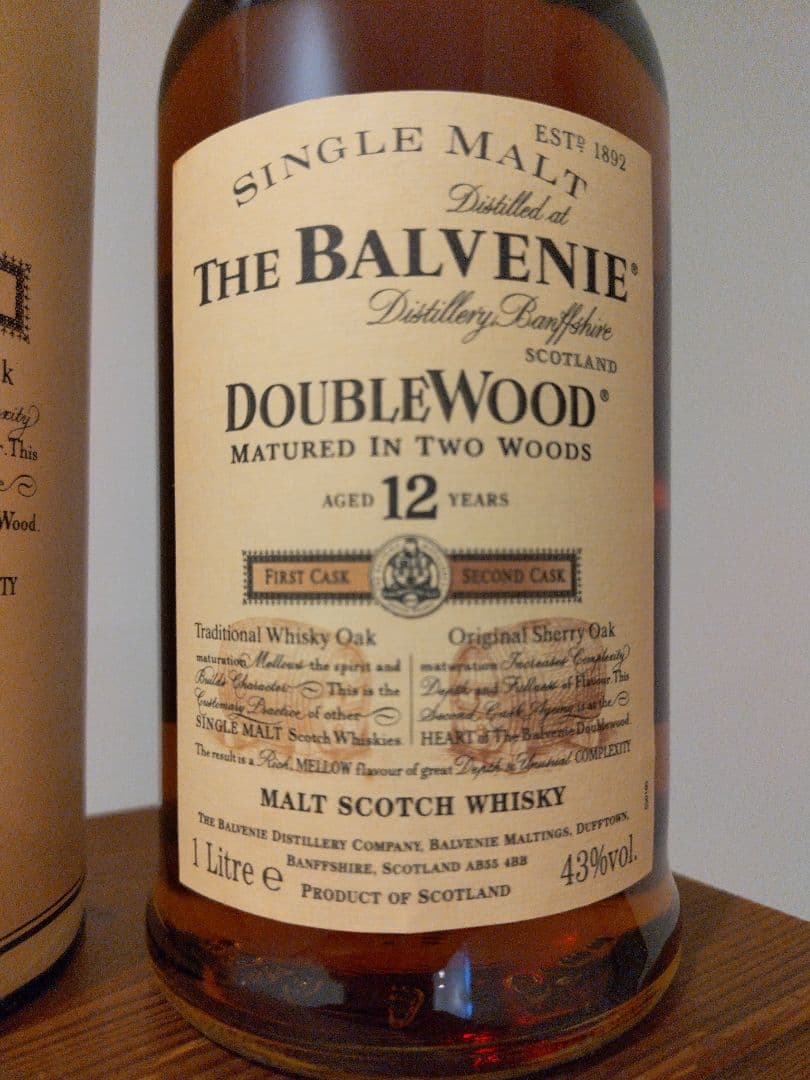 ESTD 1892
SINGLE MALT
Distilled at
THE BALVENIE®
Distillery, Banffshire
SCOTLAND
DOUBLEWOOD®
MATURED IN TWO WOODS
AGED 12 YEARS
FIRST CASK SECOND CASK
Traditional Whisky Oak
maturation Mellows the spirit and
Builds Character This is the
Customary Practice of other
SINGLE MALT Scotch Whiskies.
Original Sherry Oak
maturation Increases Complexity
Depth and Fullness of Flavour. This
Second Cask Ageing is at the
HEART of The Balvenie Doublewood.
The result is a Rich, MELLOW flavour of great Depth & Unusual COMPLEXITY
MALT SCOTCH WHISKY
THE BALVENIE DISTILLERY COMPANY, BALVENIE MALTINGS, DUFFTOWN,
BANFFSHIRE, SCOTLAND AB55 4BB
1 Litre e
PRODUCT OF SCOTLAND
43%vol.
k
This
Wood.
TY